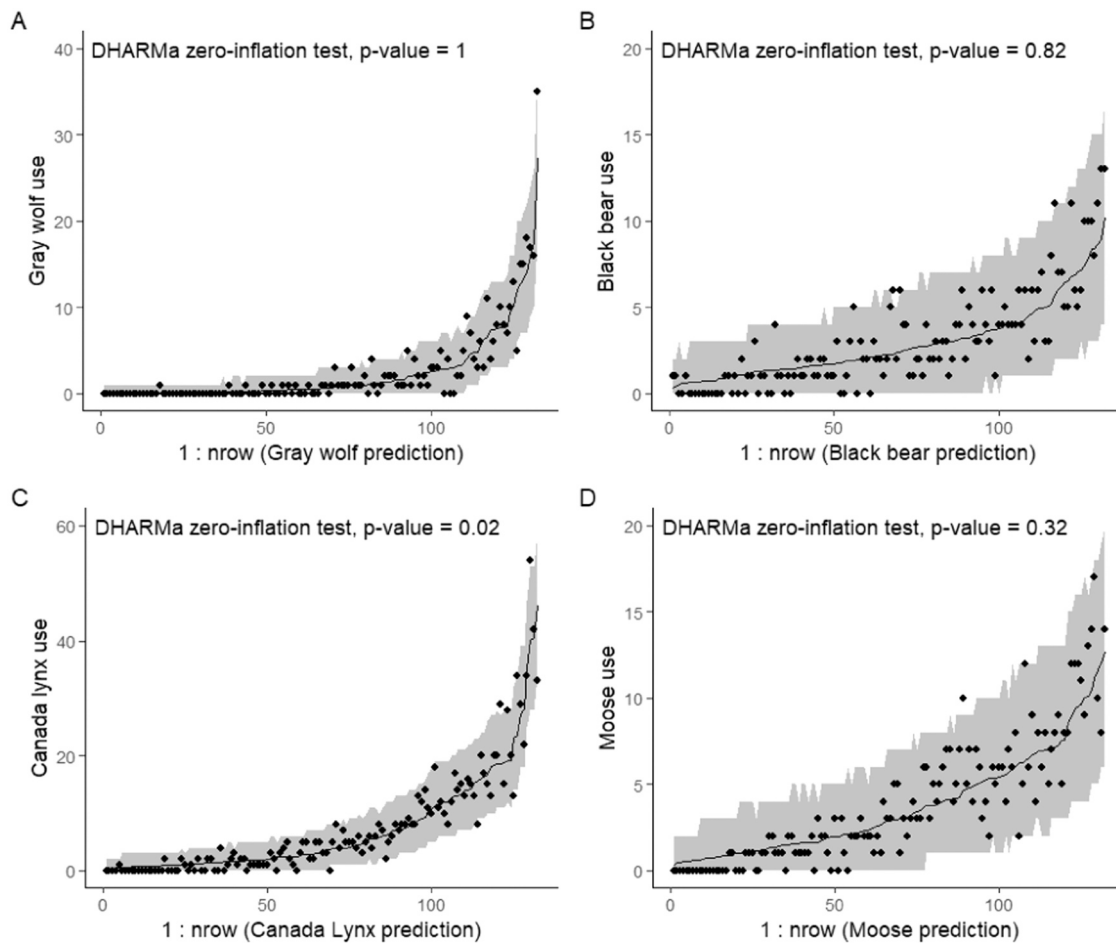 A
DHARMa zero-inflation test, p-value = 1
Gray wolf use
40
30
20
10
0
0 50 100
1 : nrow (Gray wolf prediction)
B
DHARMa zero-inflation test, p-value = 0.82
Black bear use
20
15
10
5
0
0 50 100
1 : nrow (Black bear prediction)
C
DHARMa zero-inflation test, p-value = 0.02
Canada lynx use
60
40
20
0
0 50 100
1 : nrow (Canada Lynx prediction)
D
DHARMa zero-inflation test, p-value = 0.32
Moose use
20
15
10
5
0
0 50 100
1 : nrow (Moose prediction)